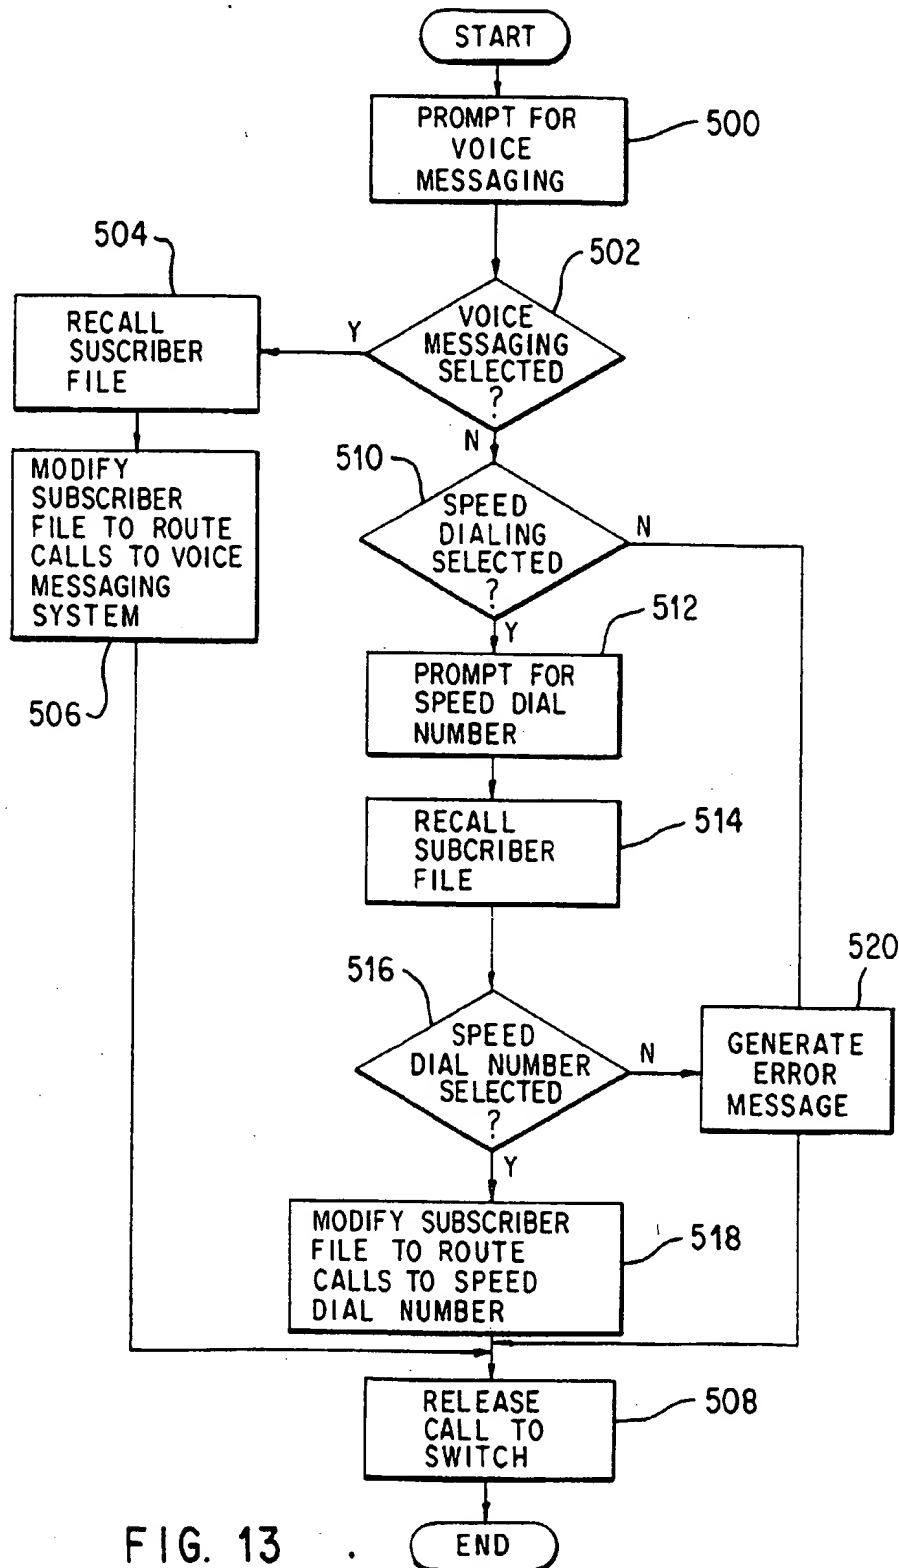 START
PROMPT FOR
VOICE
MESSAGING
500
502
504
VOICE
MESSAGING
SELECTED
?
Y
N
RECALL
SUSCRIBER
FILE
MODIFY
SUBSCRIBER
FILE TO ROUTE
CALLS TO VOICE
MESSAGING
SYSTEM
506
510
SPEED
DIALING
SELECTED
?
N
Y
512
PROMPT FOR
SPEED DIAL
NUMBER
RECALL
SUBCRIBER
FILE
514
516
SPEED
DIAL NUMBER
SELECTED
?
N
Y
520
GENERATE
ERROR
MESSAGE
MODIFY SUBSCRIBER
FILE TO ROUTE
CALLS TO SPEED
DIAL NUMBER
518
RELEASE
CALL TO
SWITCH
508
END
FIG. 13